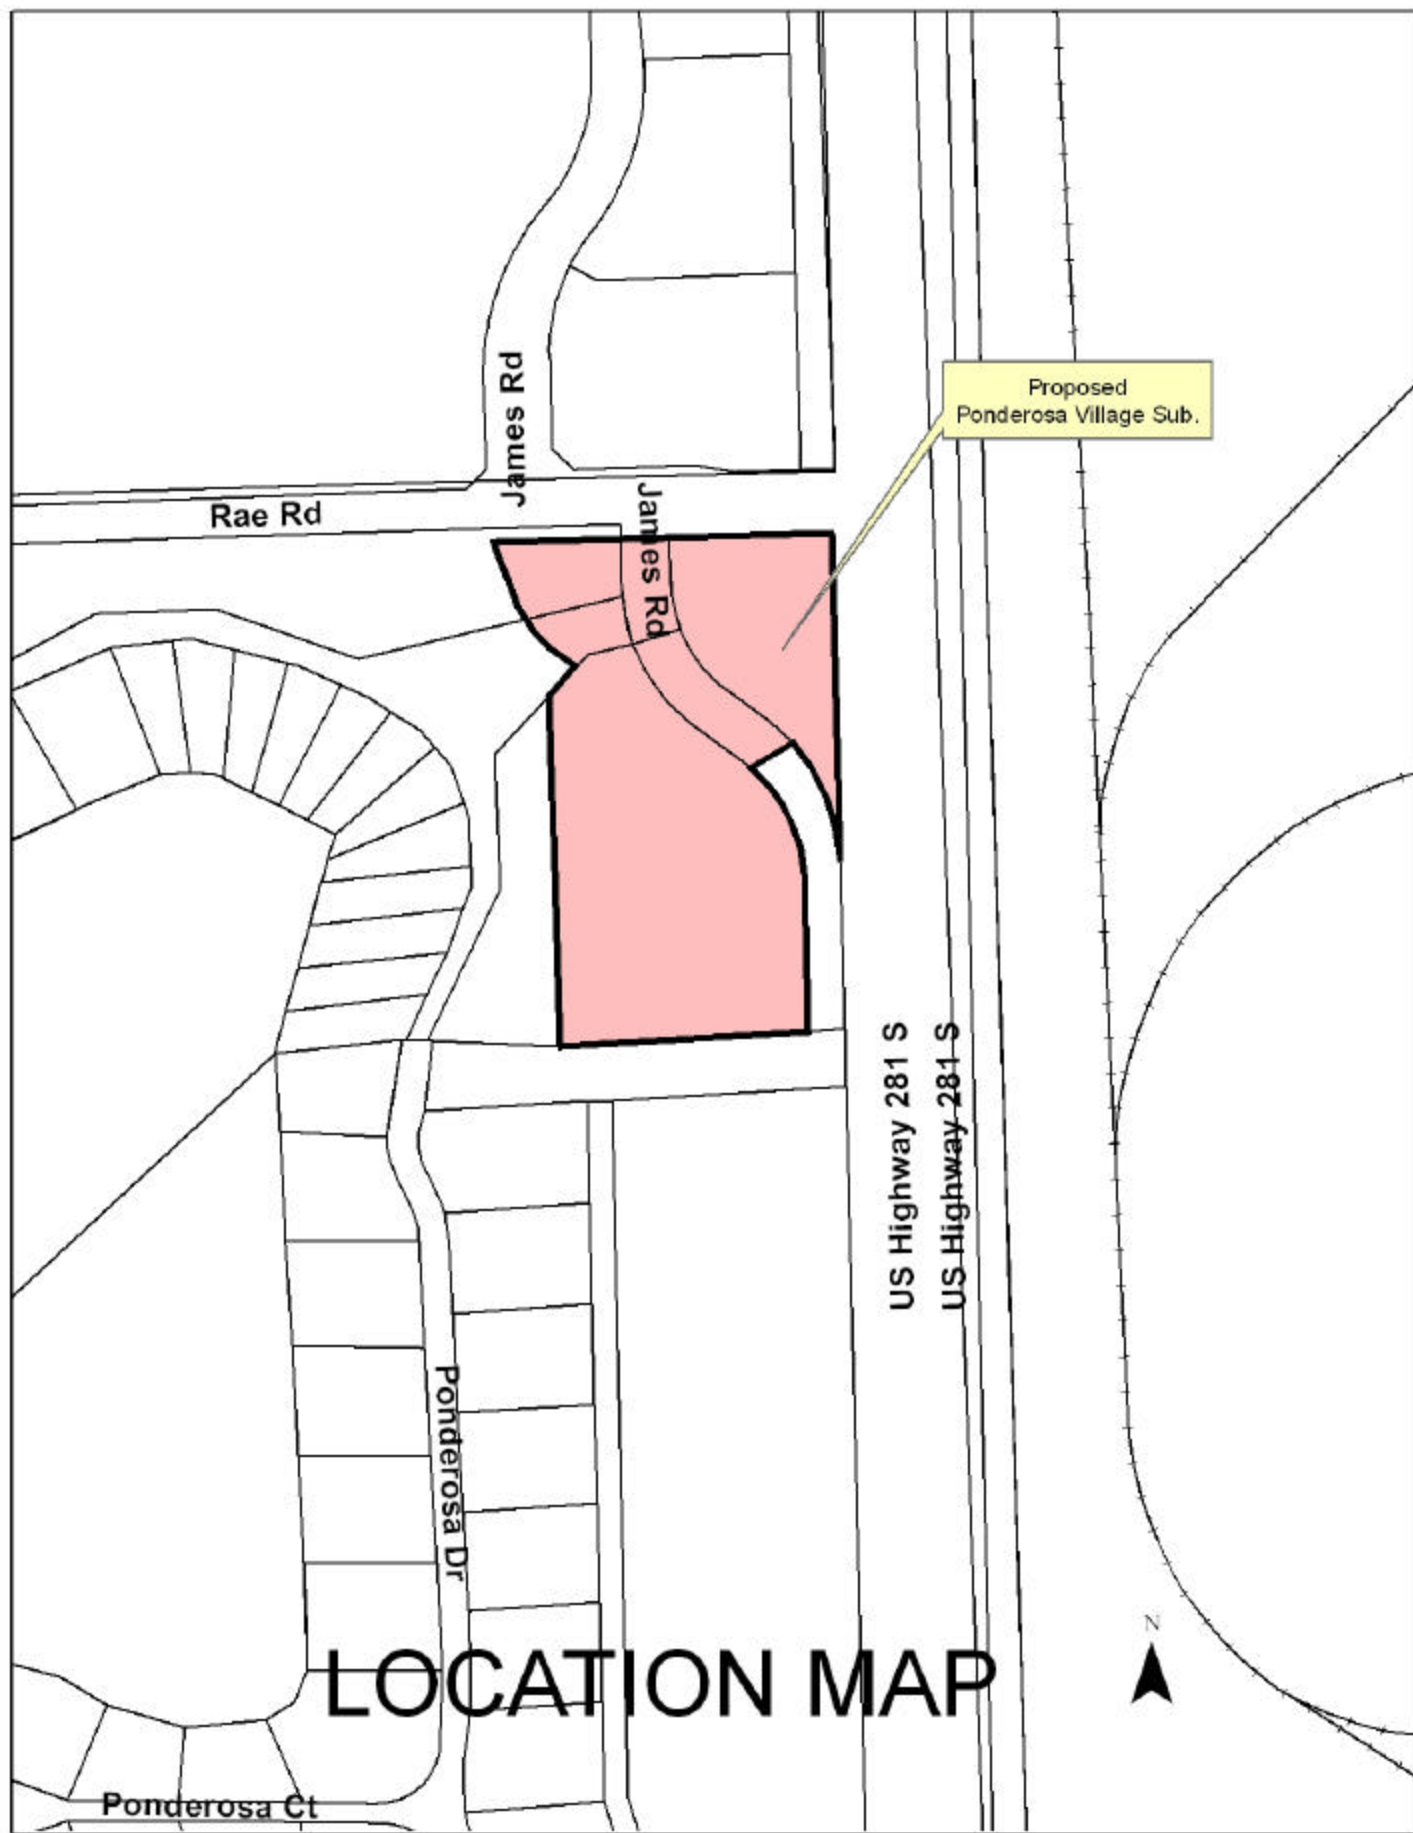 James Rd
Proposed
Ponderosa Village Sub.
Rae Rd
James Rd
US Highway 281 S
US Highway 281 S
Ponderosa Dr
N
LOCATION MAP
Ponderosa Ct